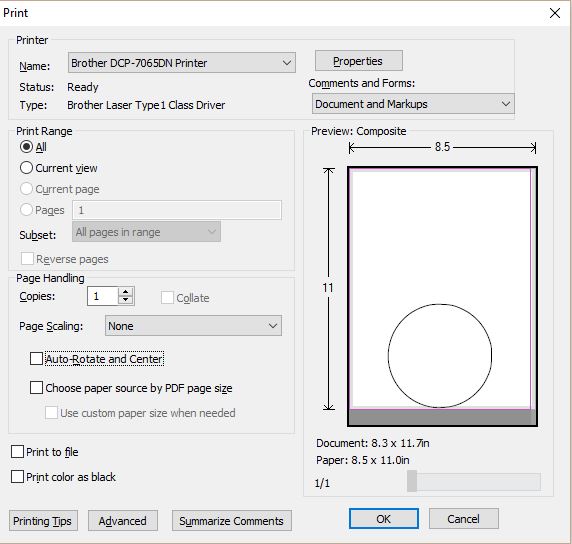 Print
Printer
Name: Brother DCP-7065DN Printer
Properties
Status: Ready
Comments and Forms:
Type: Brother Laser Type1 Class Driver
Document and Markups
Print Range
All
Current view
Current page
Pages 1
Subset: All pages in range
Reverse pages
Page Handling
Copies: 1
Collate
Page Scaling: None
Auto-Rotate and Center
Choose paper source by PDF page size
Use custom paper size when needed
Print to file
Print color as black
Preview: Composite
8.5
11
Document: 8.3 x 11.7in
Paper: 8.5 x 11.0in
1/1
Printing Tips
Advanced
Summarize Comments
OK
Cancel